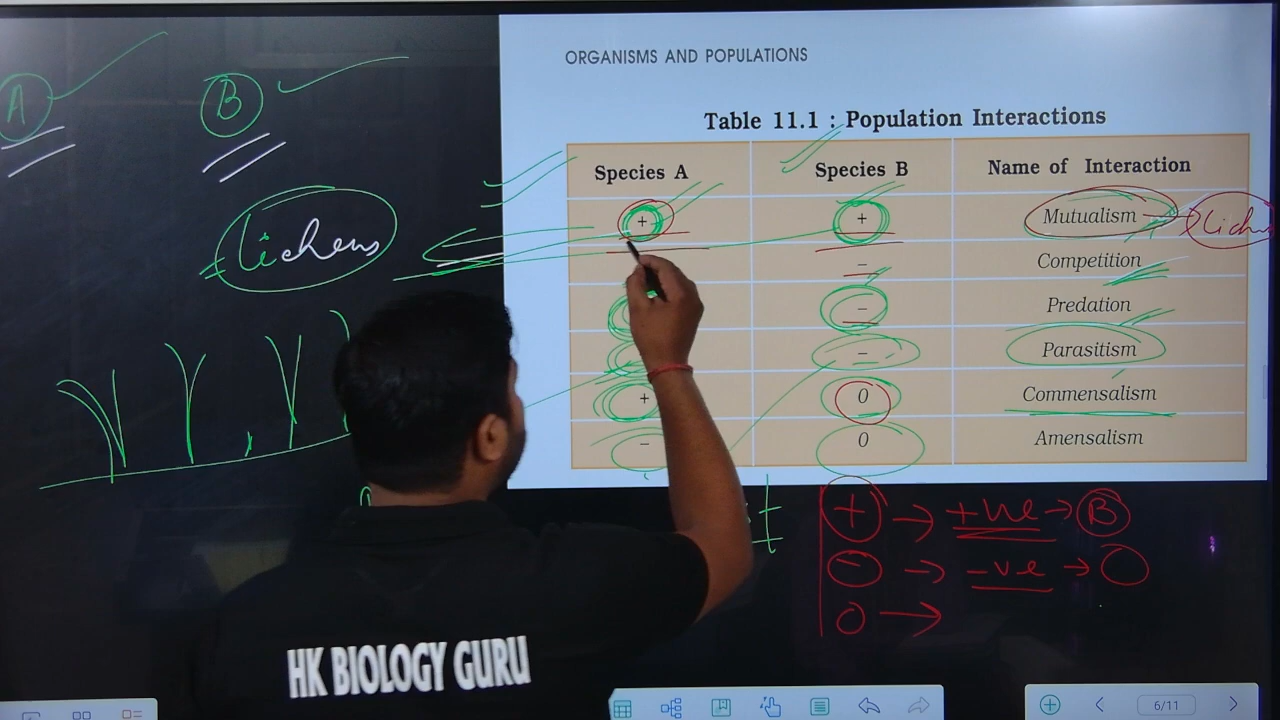 ORGANISMS AND POPULATIONS
Table 11.1 : Population Interactions
Species A Species B Name of Interaction
+ + Mutualism
– Competition
– Predation
– Parasitism
+ 0 Commensalism
– 0 Amensalism
A B
Lichens
+ → +ve → B
– → -ve →
0 →
HK BIOLOGY GURU
6/11